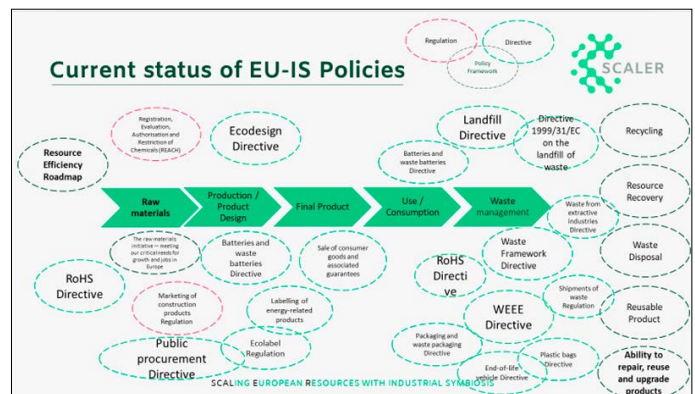 Regulation
Directive
Policy
Framework
SCALER
Current status of EU-IS Policies
Registration,
Evaluation,
Authorisation and
Restriction of
Chemicals (REACH)
Ecodesign
Directive
Landfill
Directive
Directive
1999/31/EC
on the
landfill of
waste
Recycling
Resource
Efficiency
Roadmap
Batteries and
waste batteries
Directive
Resource
Recovery
Raw
materials
Production /
Product
Design
Final Product
Use /
Consumption
Waste
management
Waste from
extractive
industries
Directive
The raw materials
initiative — meeting
our critical needs for
growth and jobs in
Europe
Batteries and
waste
batteries
Directive
Sale of consumer
goods and
associated
guarantees
Waste
Framework
Directive
Waste
Disposal
RoHS
Directive
RoHS
Directi
ve
Marketing of
construction
products
Regulation
Labelling of
energy-related
products
WEEE
Directive
Shipments of
waste
Regulation
Reusable
Product
Public
procurement
Directive
Ecolabel
Regulation
Packaging and
waste packaging
Directive
End-of-life
vehicle Directive
Plastic bags
Directive
Ability to
repair, reuse
and upgrade
products
SCALING EUROPEAN RESOURCES WITH INDUSTRIAL SYMBIOSIS